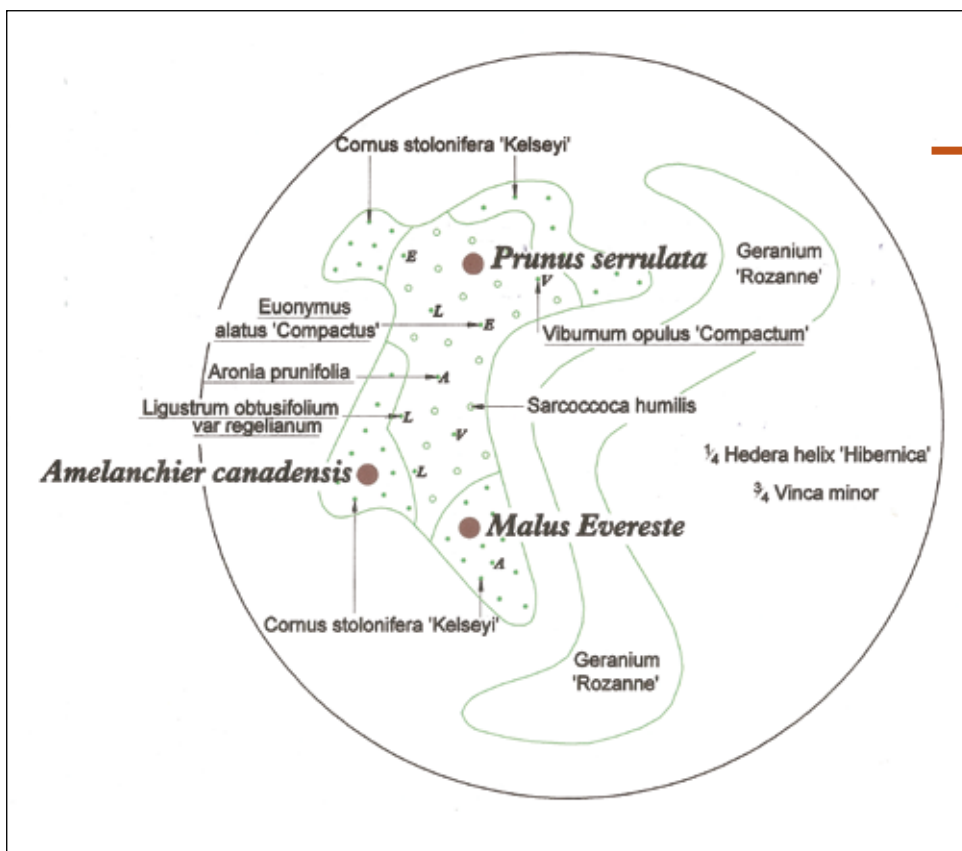 Cornus stolonifera 'Kelseyi'
Prunus serrulata
Geranium
'Rozanne'
E
V
L
E
Euonymus
alatus 'Compactus'
Viburnum opulus 'Compactum'
Aronia prunifolia
A
Ligustrum obtusifolium
var regelianum
L
Sarcoccoca humilis
V
¼ Hedera helix 'Hibernica'
¾ Vinca minor
Amelanchier canadensis
L
Malus Evereste
A
Cornus stolonifera 'Kelseyi'
Geranium
'Rozanne'